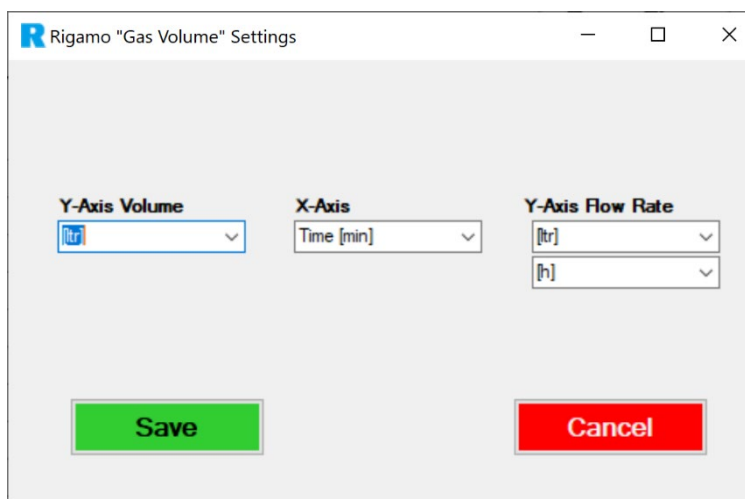 R Rigamo "Gas Volume" Settings
Y-Axis Volume X-Axis Y-Axis Flow Rate
[ltr] Time [min] [ltr]
[h]
Save Cancel